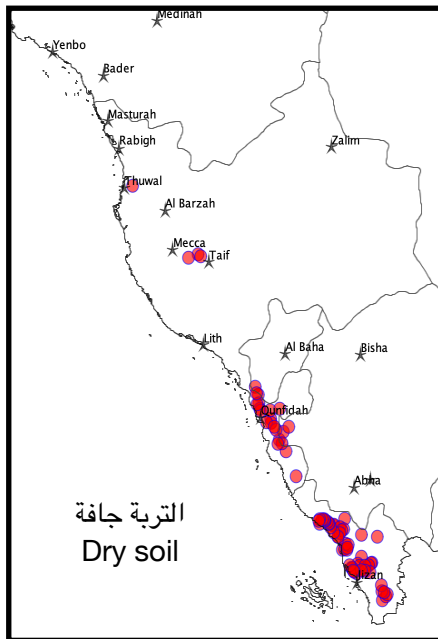 Medinah
Yenbo
Bader
Masturah
Rabigh
Zalim
Thuwal
Al Barzah
Mecca
Taif
Lith
Al Baha
Bisha
Qunfidah
Abha
Jizan
التربة جافة
Dry soil